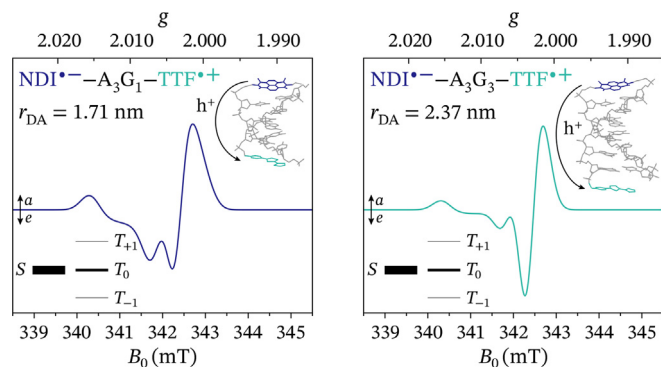 g
2.020 2.010 2.000 1.990
NDI•−–A₃G₁–TTF•+
r_DA = 1.71 nm
h⁺
a
e
T₊₁
S T₀
T₋₁
339 340 341 342 343 344 345
B₀ (mT)
g
2.020 2.010 2.000 1.990
NDI•−–A₃G₃–TTF•+
r_DA = 2.37 nm
h⁺
a
e
T₊₁
S T₀
T₋₁
339 340 341 342 343 344 345
B₀ (mT)